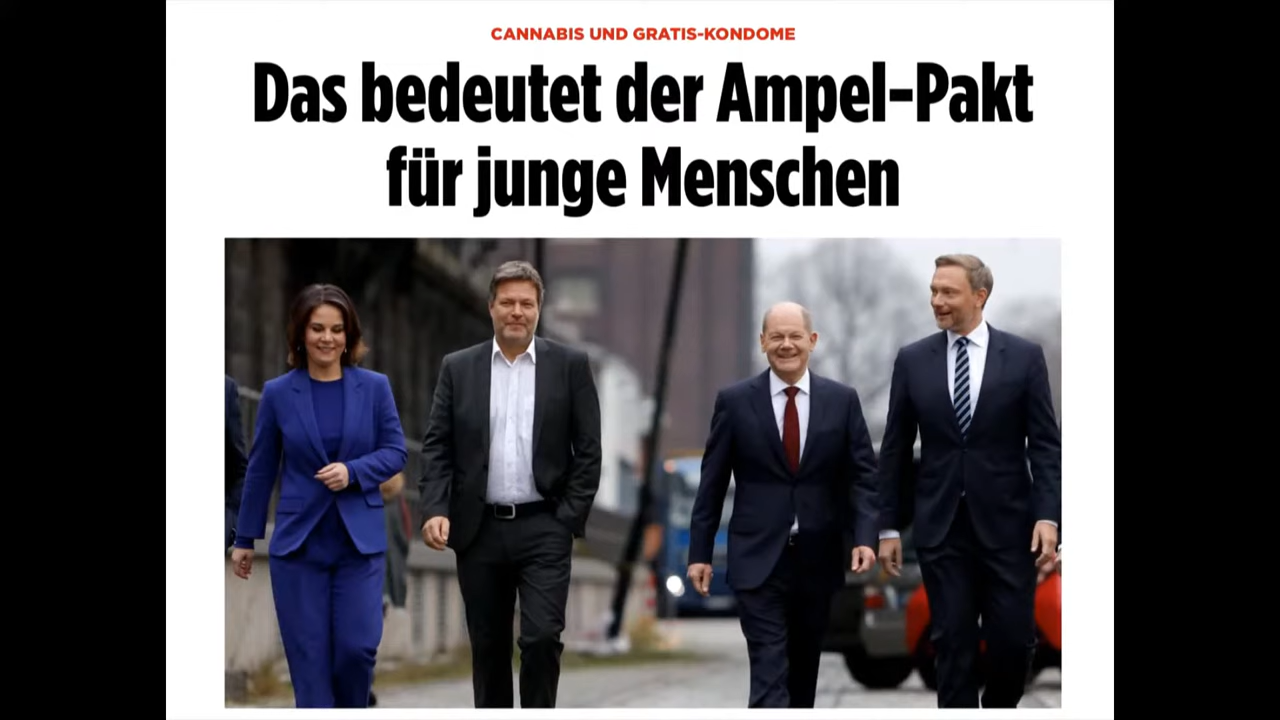 CANNABIS UND GRATIS-KONDOME
Das bedeutet der Ampel-Pakt
für junge Menschen